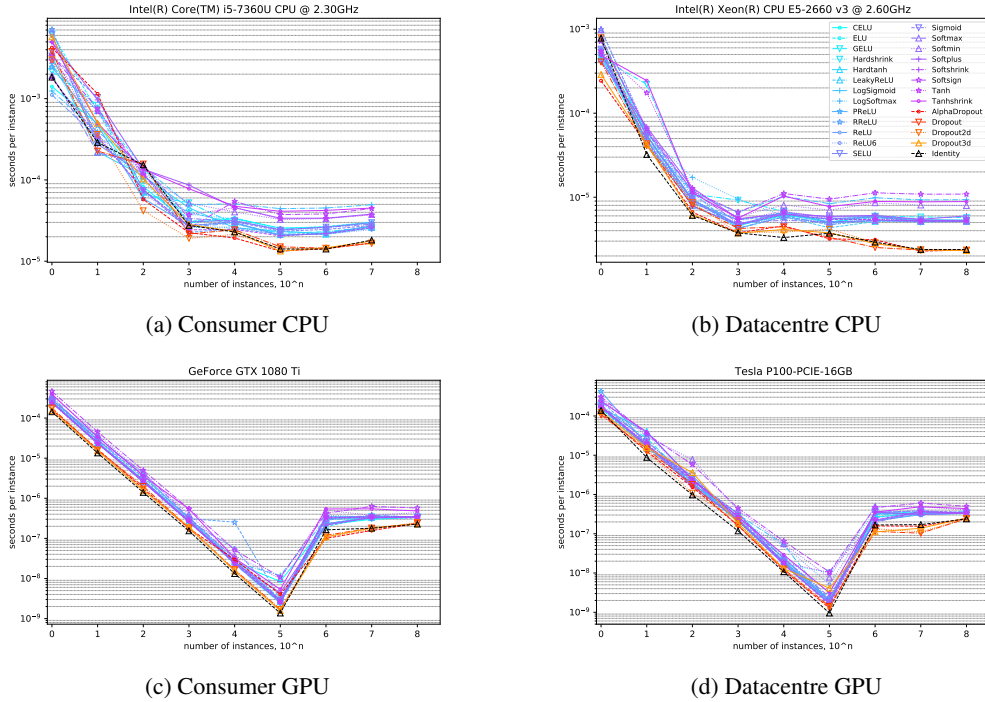 Intel(R) Core(TM) i5-7360U CPU @ 2.30GHz
seconds per instance
10^-3
10^-4
10^-5
0 1 2 3 4 5 6 7 8
number of instances, 10^n
(a) Consumer CPU
Intel(R) Xeon(R) CPU E5-2660 v3 @ 2.60GHz
seconds per instance
10^-3
10^-4
10^-5
CELU
ELU
GELU
Hardshrink
Hardtanh
LeakyReLU
LogSigmoid
LogSoftmax
PReLU
RReLU
ReLU
ReLU6
SELU
Sigmoid
Softmax
Softmin
Softplus
Softshrink
Softsign
Tanh
Tanhshrink
AlphaDropout
Dropout
Dropout2d
Dropout3d
Identity
0 1 2 3 4 5 6 7 8
number of instances, 10^n
(b) Datacentre CPU
GeForce GTX 1080 Ti
seconds per instance
10^-4
10^-5
10^-6
10^-7
10^-8
10^-9
0 1 2 3 4 5 6 7 8
number of instances, 10^n
(c) Consumer GPU
Tesla P100-PCIE-16GB
seconds per instance
10^-4
10^-5
10^-6
10^-7
10^-8
10^-9
0 1 2 3 4 5 6 7 8
number of instances, 10^n
(d) Datacentre GPU